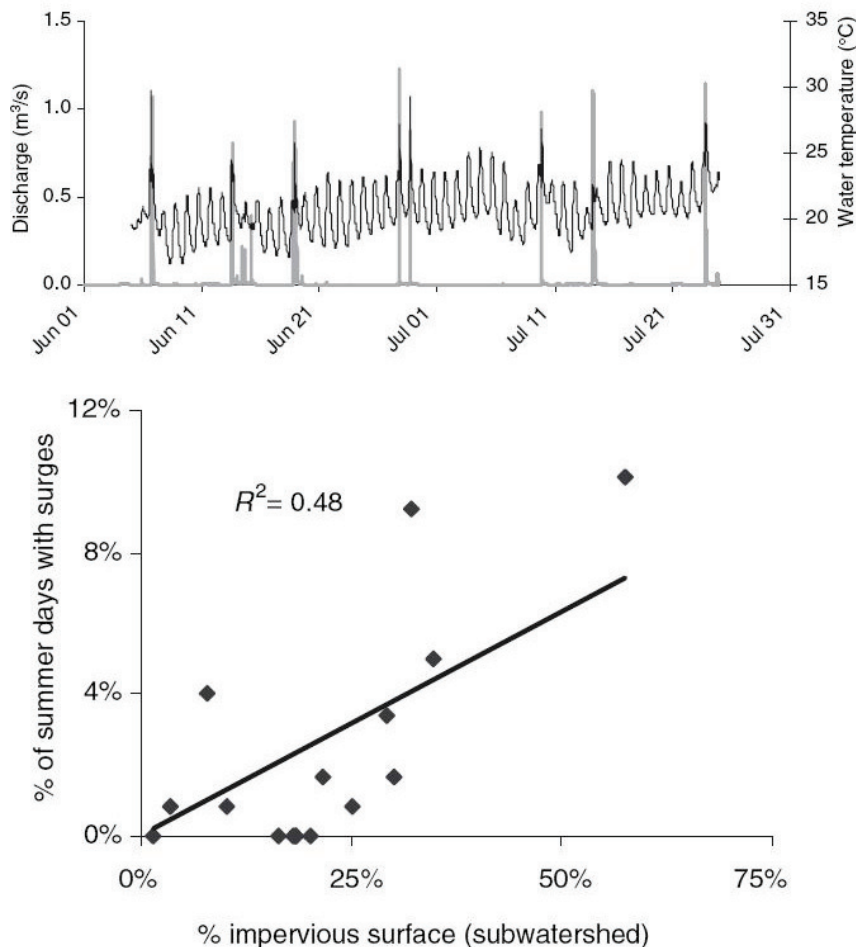 1.5
1.0
0.5
0.0
Discharge (m³/s)
35
30
25
20
15
Water temperature (°C)
Jun 01
Jun 11
Jun 21
Jul 01
Jul 11
Jul 21
Jul 31
12%
8%
4%
0%
% of summer days with surges
R² = 0.48
0%
25%
50%
75%
% impervious surface (subwatershed)